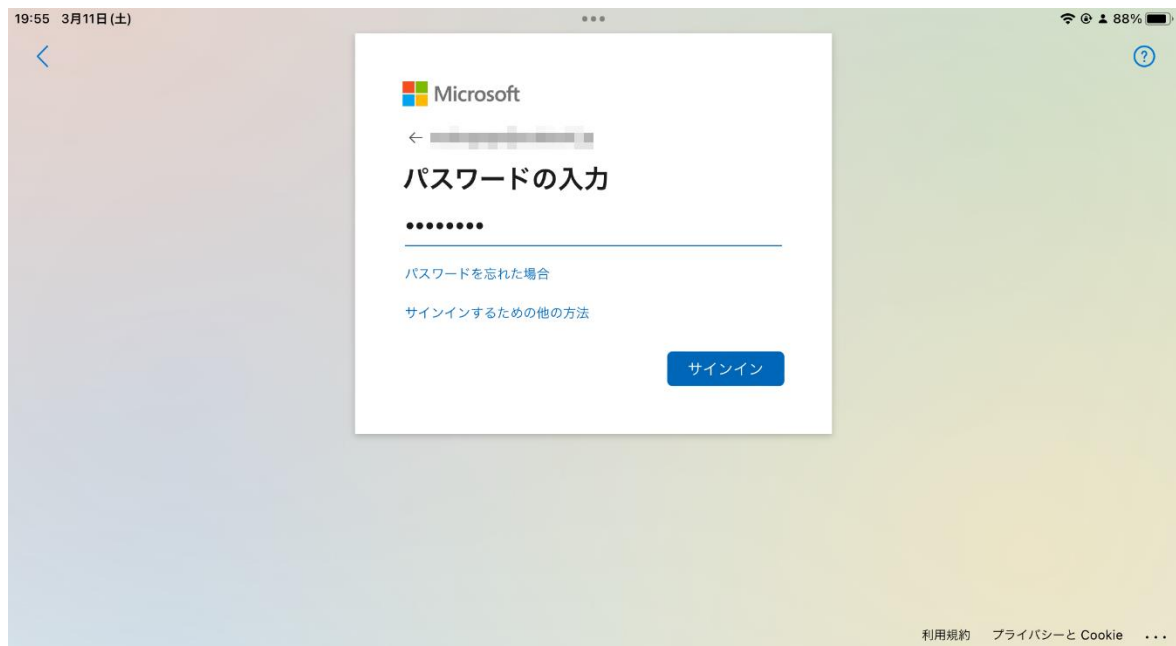 19:55 3月11日(土)
88%
Microsoft
パスワードの入力
パスワードを忘れた場合
サインインするための他の方法
サインイン
利用規約 プライバシーと Cookie